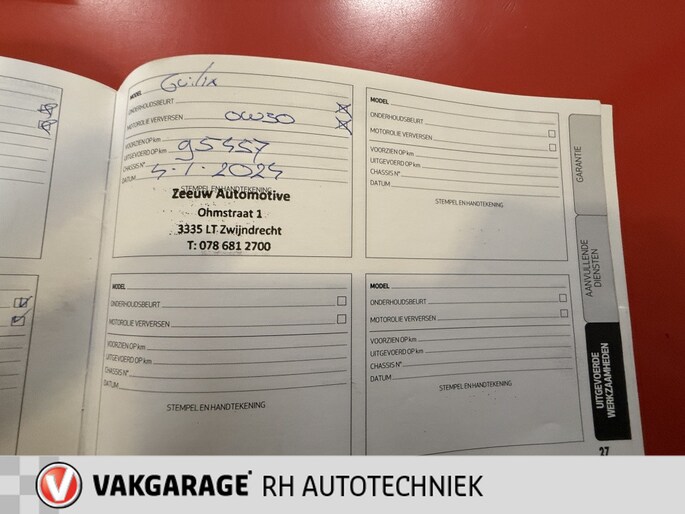 Guilia
MODEL
ONDERHOUDSBEURT
MOTOROLIE VERVERSEN 0W30
VOORZIEN OP km
UITGEVOERD OP km 95457
CHASSIS N°
DATUM 4-1-2024
STEMPEL EN HANDTEKENING
Zeeuw Automotive
Ohmstraat 1
3335 LT Zwijndrecht
T: 078 681 2700
MODEL
ONDERHOUDSBEURT
MOTOROLIE VERVERSEN
VOORZIEN OP km
UITGEVOERD OP km
CHASSIS N°
DATUM
STEMPEL EN HANDTEKENING
MODEL
ONDERHOUDSBEURT
MOTOROLIE VERVERSEN
VOORZIEN OP km
UITGEVOERD OP km
CHASSIS N°
DATUM
STEMPEL EN HANDTEKENING
MODEL
ONDERHOUDSBEURT
MOTOROLIE VERVERSEN
VOORZIEN OP km
UITGEVOERD OP km
CHASSIS N°
DATUM
STEMPEL EN HANDTEKENING
GARANTIE
AANVULLENDE
DIENSTEN
UITGEVOERDE
WERKZAAMHEDEN
27
VAKGARAGE RH AUTOTECHNIEK